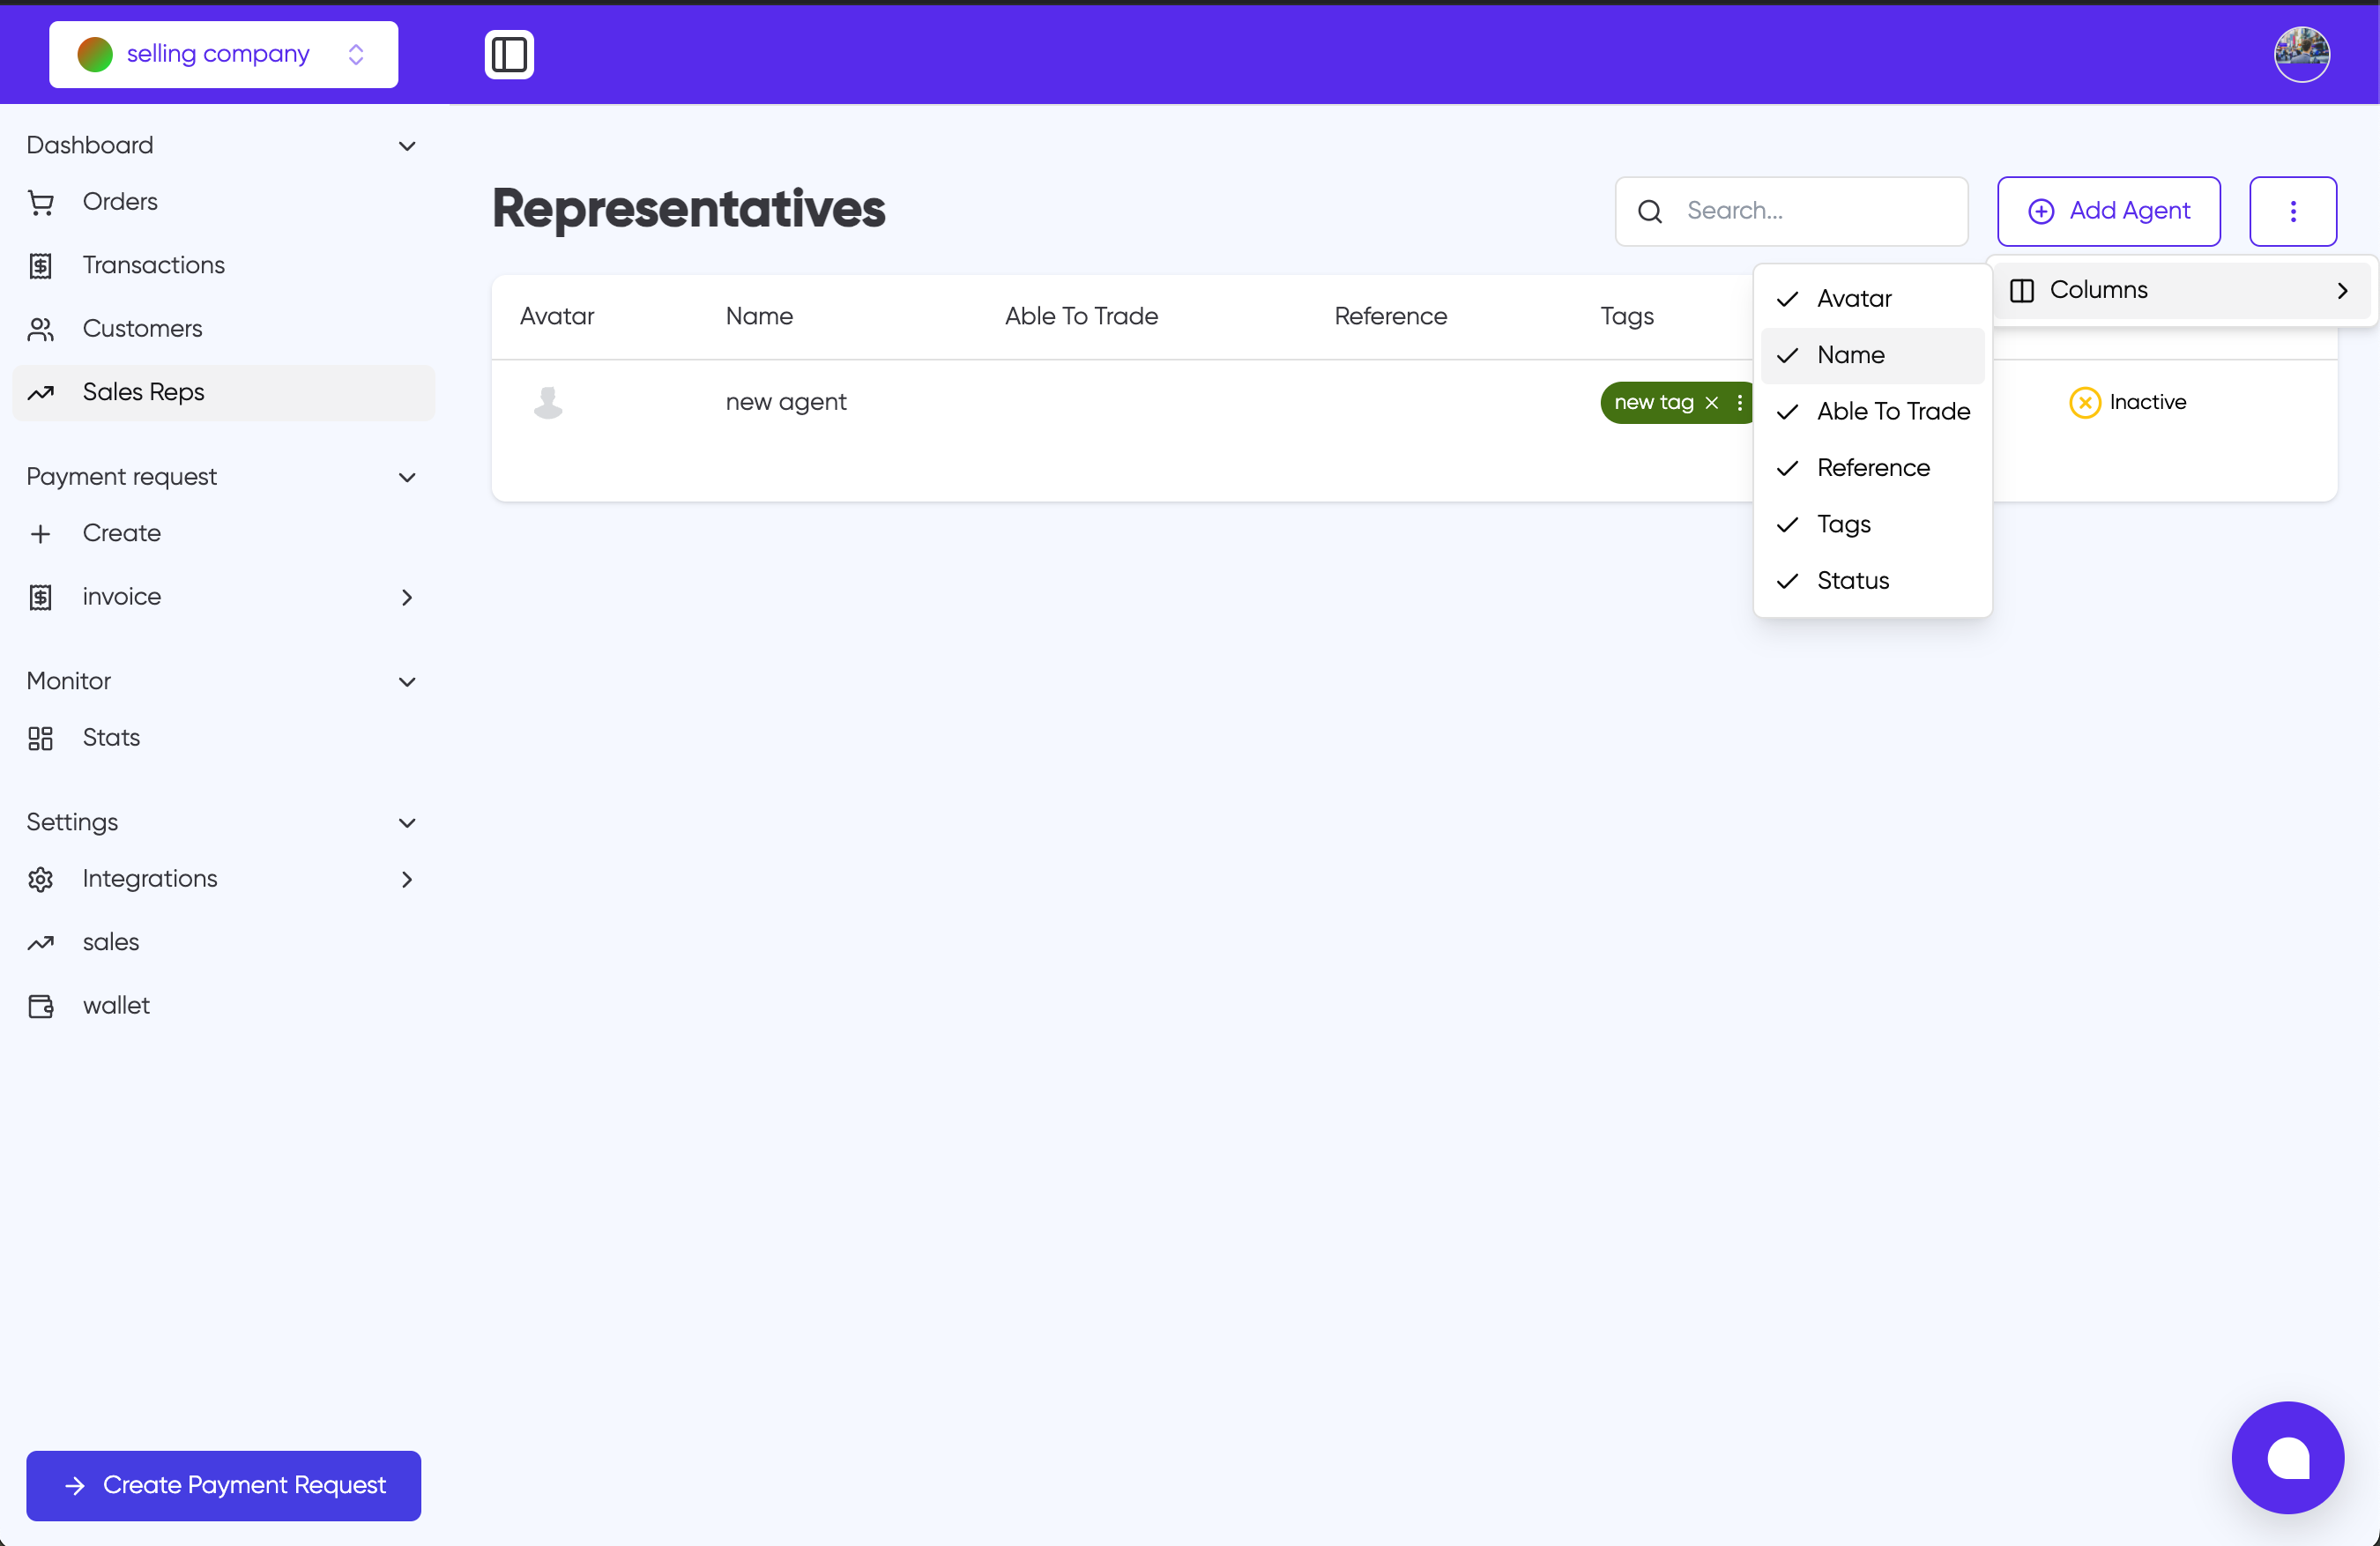 selling company
Dashboard
Orders
Transactions
Customers
Sales Reps
Payment request
Create
invoice
Monitor
Stats
Settings
Integrations
sales
wallet
Create Payment Request
Representatives
Search...
Add Agent
Columns
Avatar Name Able To Trade Reference Tags
new agent new tag Inactive
Avatar
Name
Able To Trade
Reference
Tags
Status